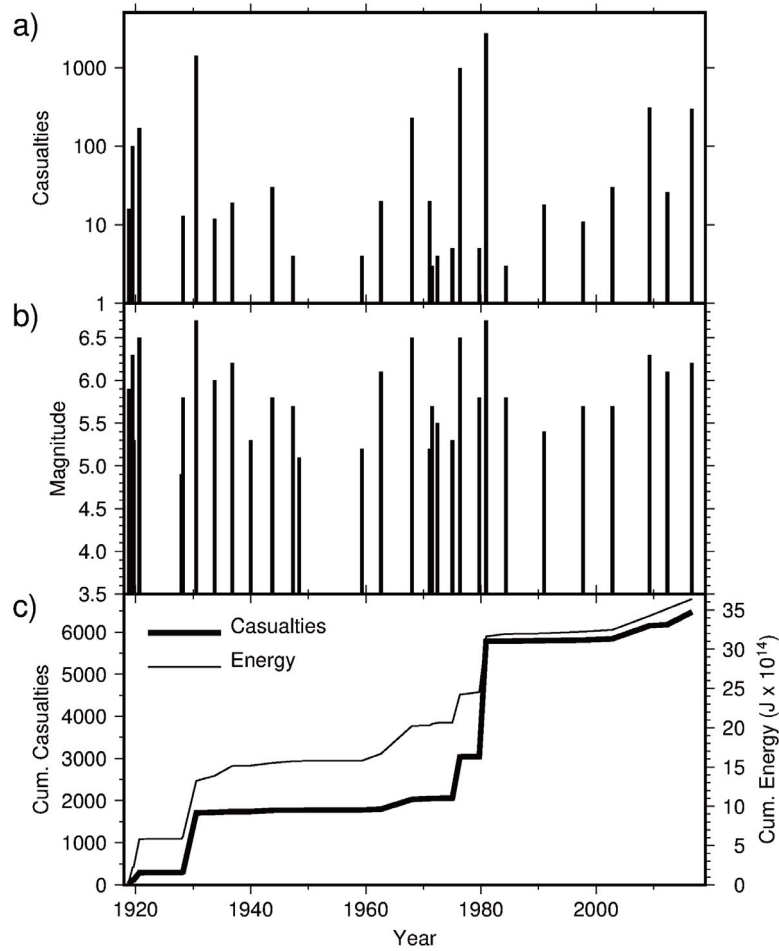 a)
Casualties
1000
100
10
1
b)
Magnitude
6.5
6.0
5.5
5.0
4.5
4.0
3.5
c)
Casualties
Energy
Cum. Casualties
6000
5000
4000
3000
2000
1000
0
35
30
25
20
15
10
5
0
Cum. Energy (J x 10¹⁴)
1920 1940 1960 1980 2000
Year